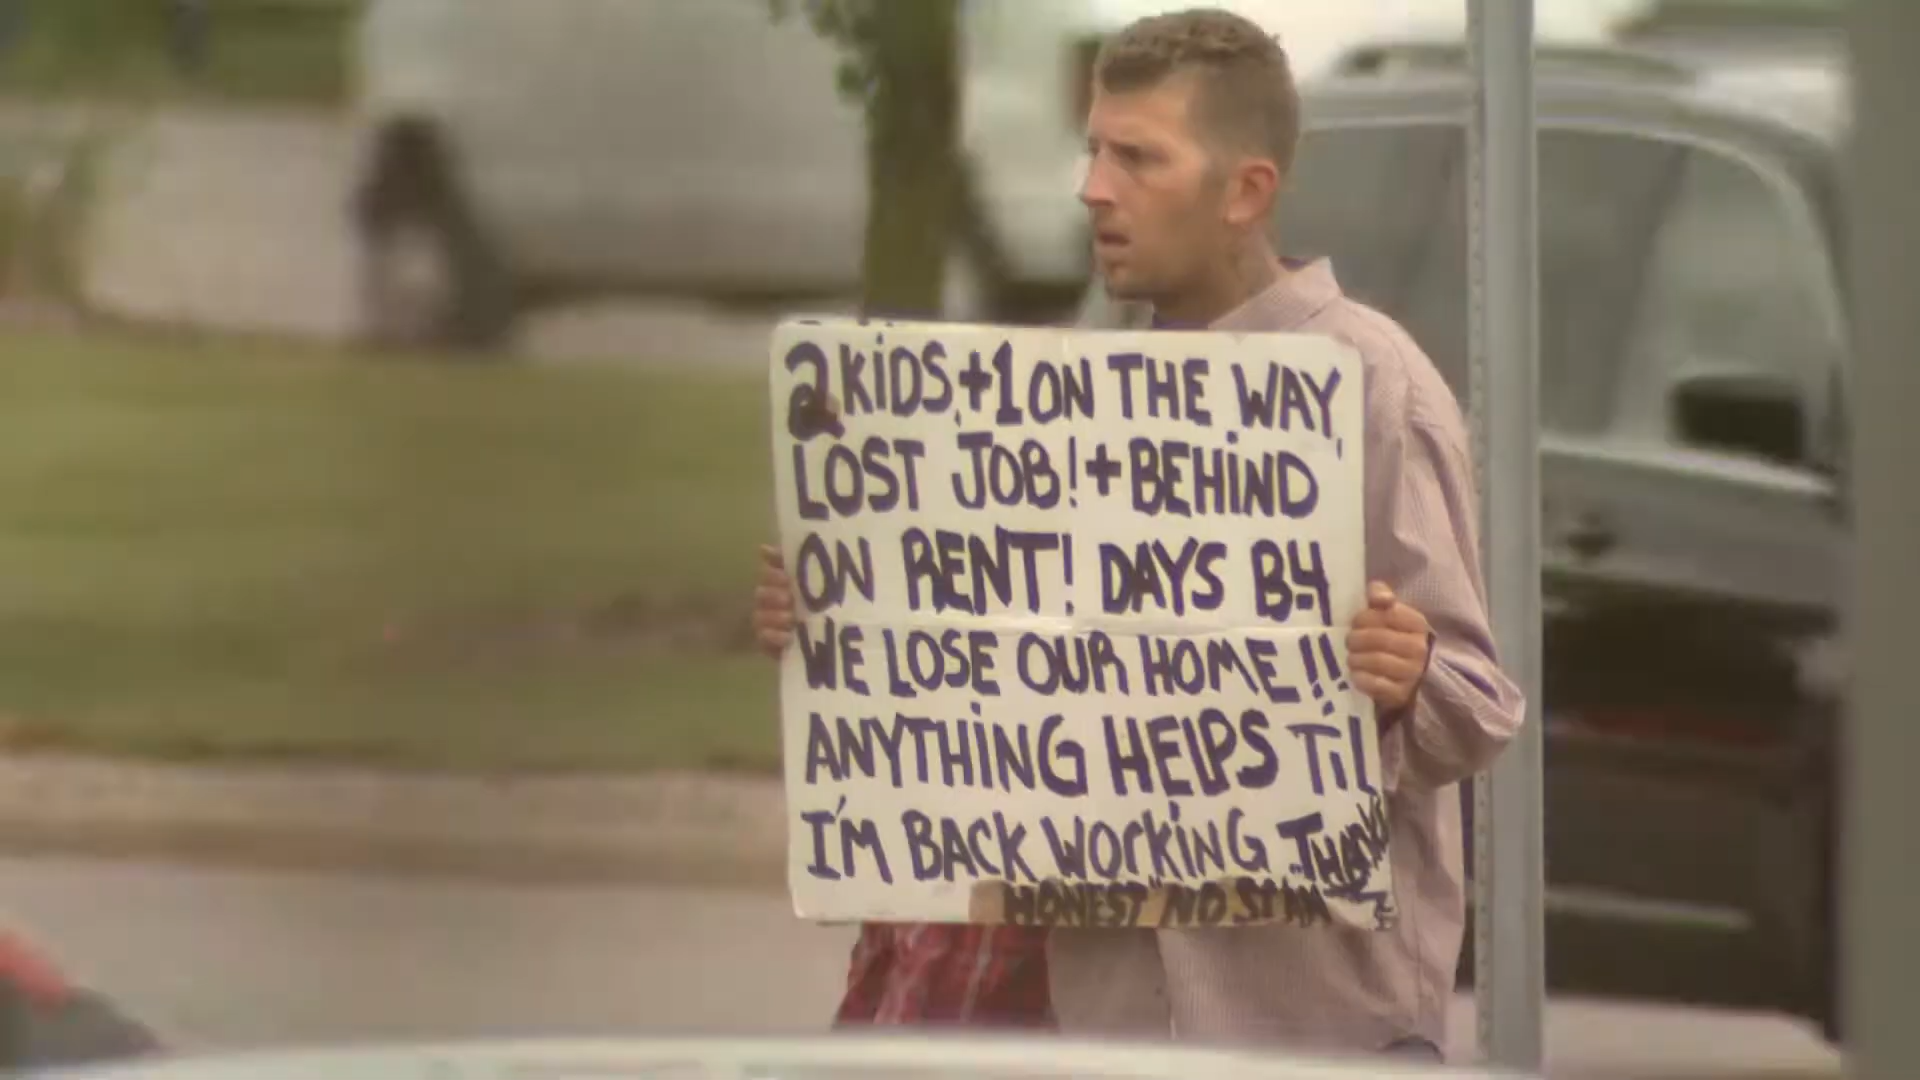 2 KiDS,+1 ON THE WAY,
LOST JOB!+BEHiND
ON RENT! DAYS B4
WE LOSE OUR HOME!!
ANYTHiNG HELPS TiL
I'M BACK WORKiNG THANKS
"HONEST" NO SCAM